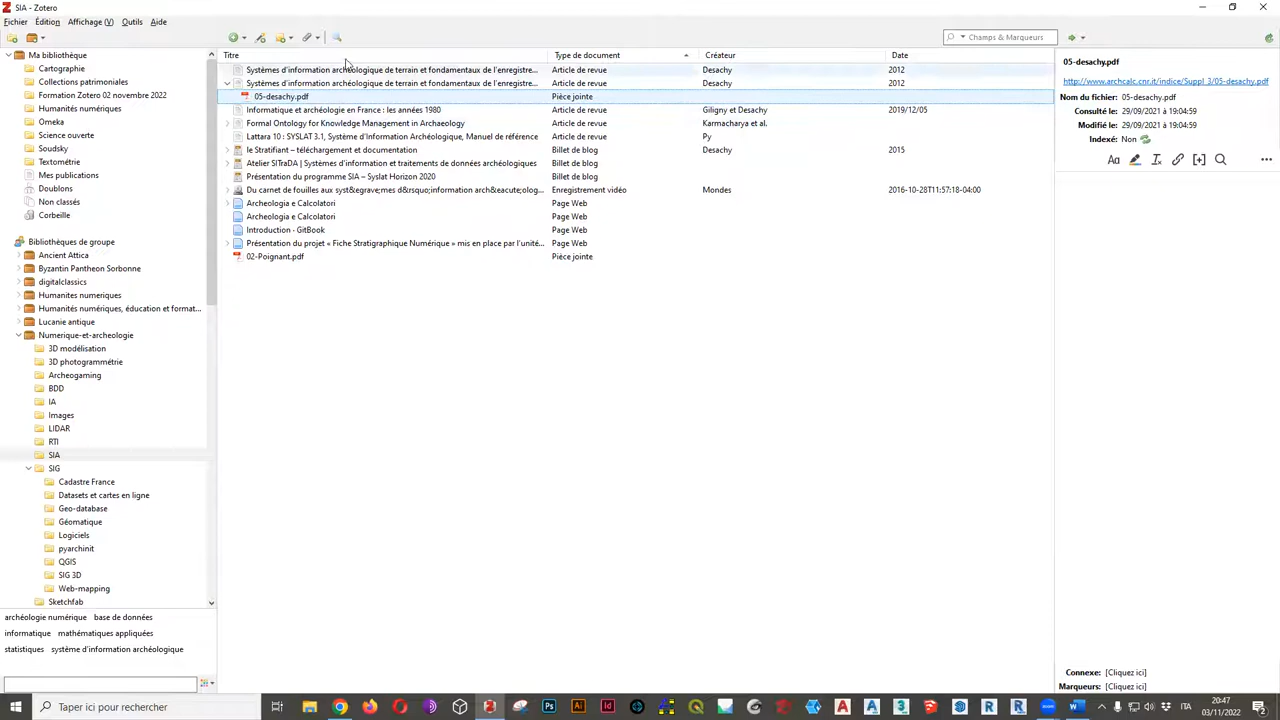 SIA - Zotero
Fichier Édition Affichage (V) Outils Aide
Champs & Marqueurs
Ma bibliothèque
Cartographie
Collections patrimoniales
Formation Zotero 02 novembre 2022
Humanités numériques
Omeka
Science ouverte
Soudsky
Textométrie
Mes publications
Doublons
Non classés
Corbeille
Bibliothèques de groupe
Ancient Attica
Byzantin Pantheon Sorbonne
digitalclassics
Humanites numeriques
Humanités numériques, éducation et format...
Lucanie antique
Numerique-et-archeologie
3D modélisation
3D photogrammétrie
Archeogaming
BDD
IA
Images
LIDAR
RTI
SIA
SIG
Cadastre France
Datasets et cartes en ligne
Geo-database
Géomatique
Logiciels
pyarchinit
QGIS
SIG 3D
Web-mapping
Sketchfab
archéologie numérique base de données
informatique mathématiques appliquées
statistiques système d'information archéologique
Titre Type de document Créateur Date
Systèmes d'information archéologique de terrain et fondamentaux de l'enregistre... Article de revue Desachy 2012
Systèmes d'information archéologique de terrain et fondamentaux de l'enregistre... Article de revue Desachy 2012
05-desachy.pdf Pièce jointe
Informatique et archéologie en France : les années 1980 Article de revue Giligny et Desachy 2019/12/05
Formal Ontology for Knowledge Management in Archaeology Article de revue Karmacharya et al.
Lattara 10 : SYSLAT 3.1, Système d'Information Archéologique, Manuel de référence Article de revue Py
le Stratifiant – téléchargement et documentation Billet de blog Desachy 2015
Atelier SITraDA | Systèmes d'information et traitements de données archéologiques Billet de blog
Présentation du programme SIA – Syslat Horizon 2020 Billet de blog
Du carnet de fouilles aux syst&egrave;mes d&rsquo;information arch&eacute;olog... Enregistrement vidéo Mondes 2016-10-28T11:57:18-04:00
Archeologia e Calcolatori Page Web
Archeologia e Calcolatori Page Web
Introduction · GitBook Page Web
Présentation du projet « Fiche Stratigraphique Numérique » mis en place par l'unité... Page Web
02-Poignant.pdf Pièce jointe
05-desachy.pdf
http://www.archcalc.cnr.it/indice/Suppl_3/05-desachy.pdf
Nom du fichier: 05-desachy.pdf
Consulté le: 29/09/2021 à 19:04:59
Modifié le: 29/09/2021 à 19:04:59
Indexé: Non
Aa
Connexe: [Cliquez ici]
Marqueurs: [Cliquez ici]
Taper ici pour rechercher
20:47
03/11/2022